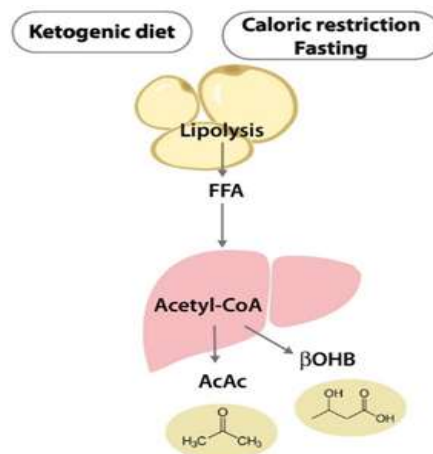 Ketogenic diet
Caloric restriction
Fasting
Lipolysis
FFA
Acetyl-CoA
AcAc
βOHB
O
H₃C CH₃
OH O
OH